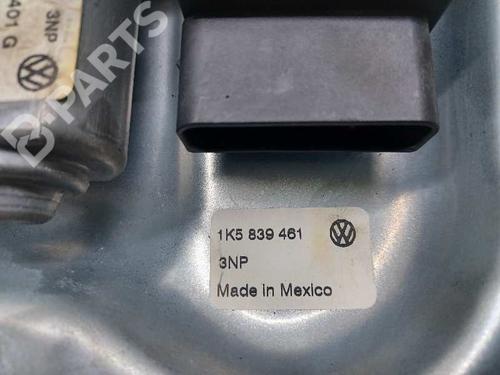 3NP
401 G
B-PARTS
1K5 839 461
3NP
Made in Mexico